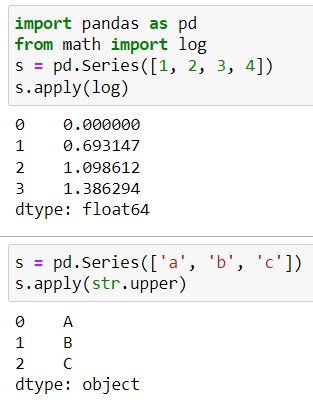 import pandas as pd
from math import log
s = pd.Series([1, 2, 3, 4])
s.apply(log)
0    0.000000
1    0.693147
2    1.098612
3    1.386294
dtype: float64
s = pd.Series(['a', 'b', 'c'])
s.apply(str.upper)
0    A
1    B
2    C
dtype: object